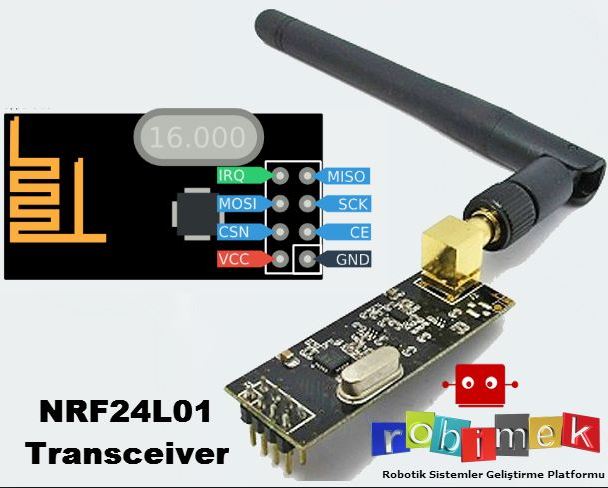 16.000
IRQ MISO
MOSI SCK
CSN CE
VCC GND
NRF24L01
Transceiver
robimek
Robotik Sistemler Geliştirme Platformu